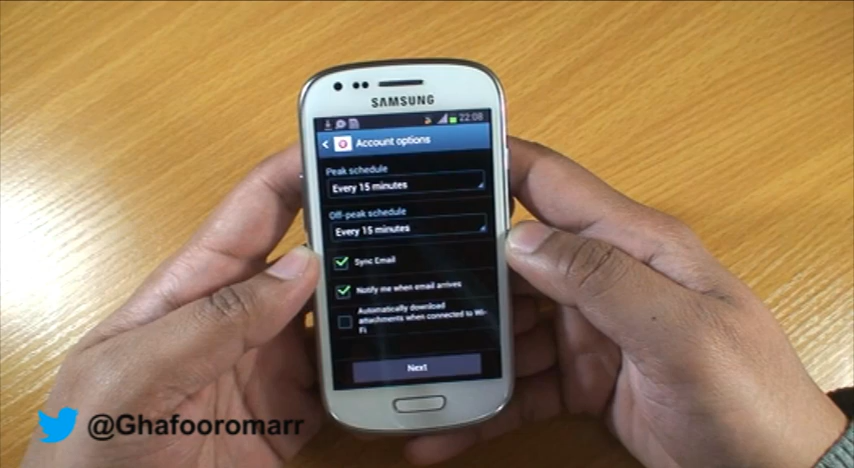 SAMSUNG
22:08
Account options
Peak schedule
Every 15 minutes
Off-peak schedule
Every 15 minutes
Sync Email
Notify me when email arrives
Automatically download
attachments when connected to Wi-
Fi
Next
@Ghafooromarr